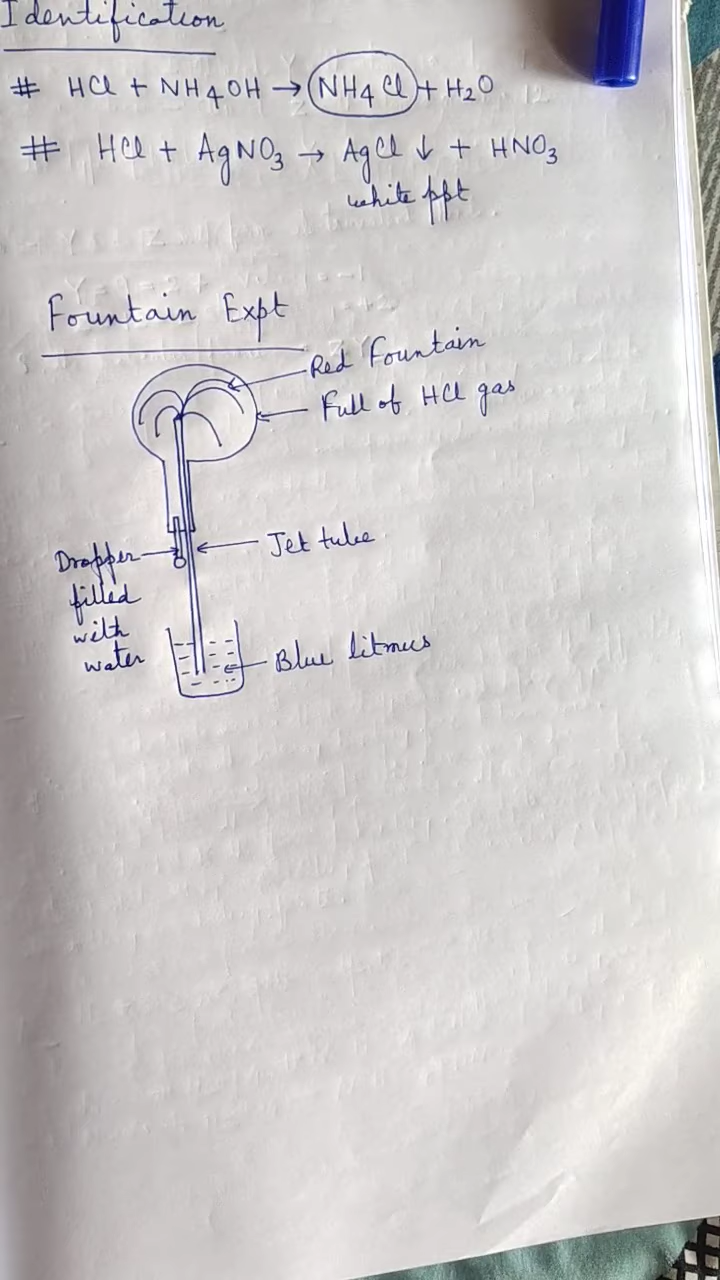 Identification
# HCl + NH4OH → NH4Cl + H2O
# HCl + AgNO3 → AgCl ↓ + HNO3
white ppt
Fountain Expt
Red Fountain
Full of HCl gas
Jet tube
Dropper
filled
with
water
Blue litmus